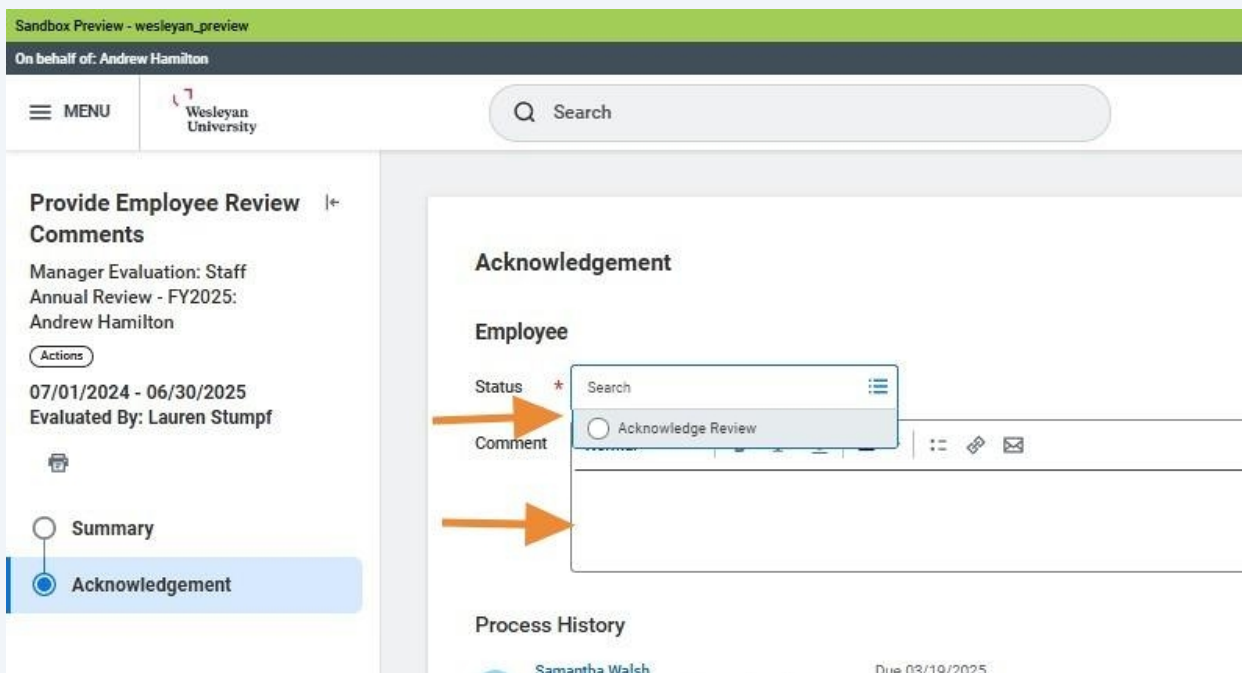 Sandbox Preview - wesleyan_preview
On behalf of: Andrew Hamilton
MENU
Wesleyan
University
Search
Provide Employee Review
Comments
Manager Evaluation: Staff
Annual Review - FY2025:
Andrew Hamilton
Actions
07/01/2024 - 06/30/2025
Evaluated By: Lauren Stumpf
Summary
Acknowledgement
Acknowledgement
Employee
Status *
Search
Acknowledge Review
Comment
Process History
Samantha Walsh
Due 03/19/2025